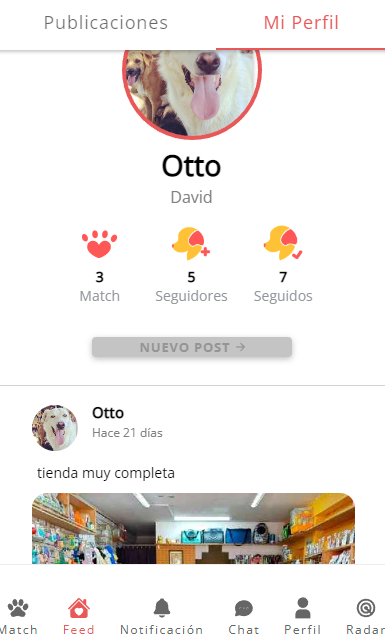 Publicaciones
Mi Perfil
Otto
David
3
Match
5
Seguidores
7
Seguidos
NUEVO POST →
Otto
Hace 21 días
tienda muy completa
Match
Feed
Notificación
Chat
Perfil
Radar